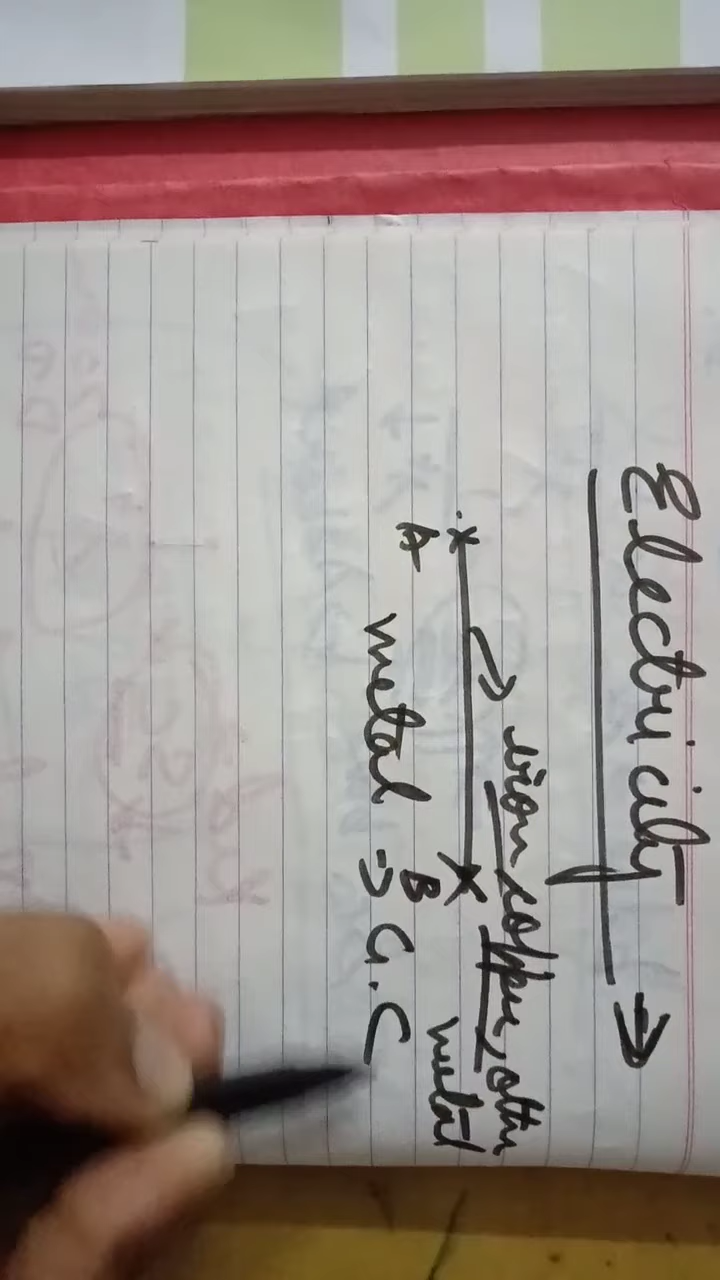 Electricity ⇒
→ iron, copper, other
metal
A B
metal ⇒ G.C